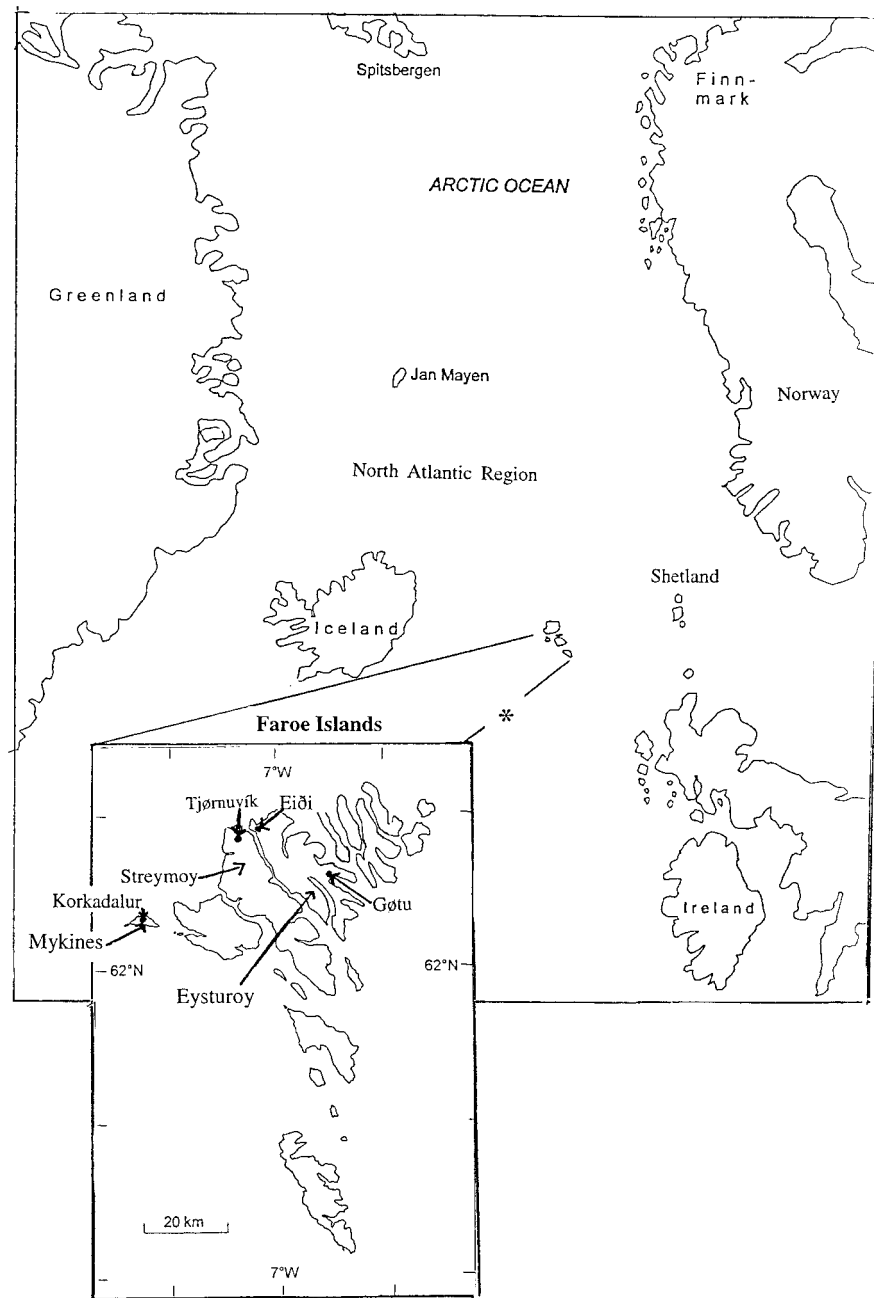 Spitsbergen
Finn-
mark
ARCTIC OCEAN
Greenland
Jan Mayen
Norway
North Atlantic Region
Shetland
Iceland
*
Faroe Islands
7°W
Tjørnuvík
Eiði
Streymoy
Korkadalur
Gøtu
Ireland
Mykines
62°N
62°N
Eysturoy
20 km
7°W